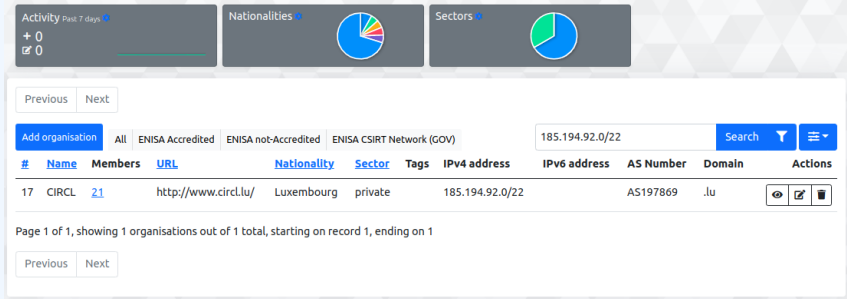 Activity Past 7 days
+ 0
0
Nationalities
Sectors
Previous Next
Add organisation All ENISA Accredited ENISA not-Accredited ENISA CSIRT Network (GOV) 185.194.92.0/22 Search
# Name Members URL Nationality Sector Tags IPv4 address IPv6 address AS Number Domain Actions
17 CIRCL 21 http://www.circl.lu/ Luxembourg private 185.194.92.0/22 AS197869 .lu
Page 1 of 1, showing 1 organisations out of 1 total, starting on record 1, ending on 1
Previous Next